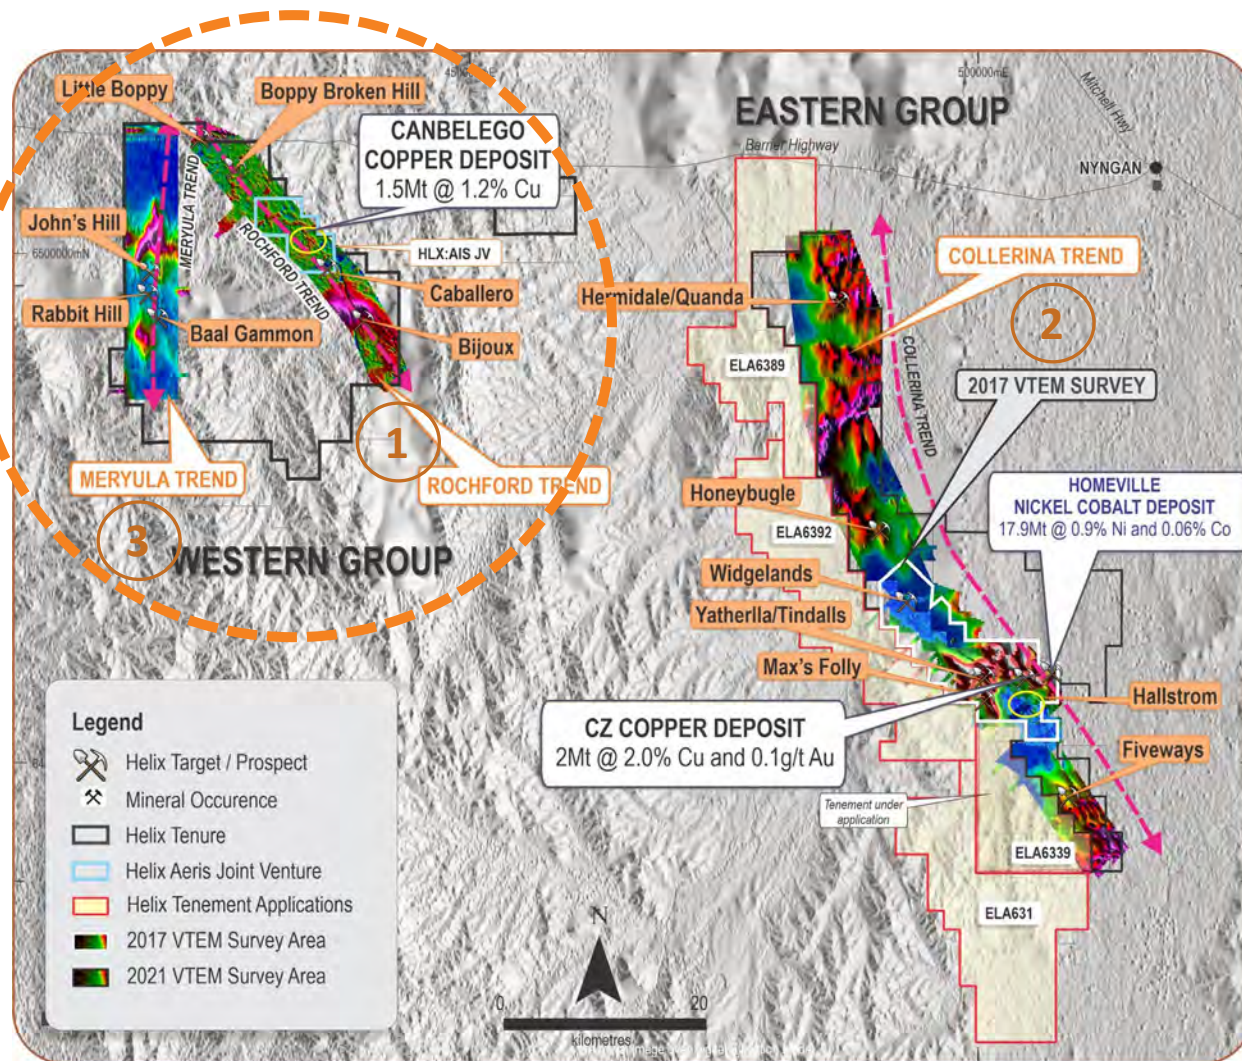 Little Boppy
Boppy Broken Hill
CANBELEGO
COPPER DEPOSIT
1.5Mt @ 1.2% Cu
EASTERN GROUP
500000mE
Mitchell Hwy
Barrier Highway
NYNGAN
MERYULA TREND
John's Hill
6500000mN
ROCHFORD TREND
HLX:AIS JV
COLLERINA TREND
Caballero
Hermidale/Quanda
Rabbit Hill
Baal Gammon
Bijoux
2
COLLERINA TREND
ELA6389
2017 VTEM SURVEY
1
MERYULA TREND
ROCHFORD TREND
HOMEVILLE
NICKEL COBALT DEPOSIT
17.9Mt @ 0.9% Ni and 0.06% Co
Honeybugle
ELA6392
3
WESTERN GROUP
Widgelands
Yatherlla/Tindalls
Max's Folly
Hallstrom
CZ COPPER DEPOSIT
2Mt @ 2.0% Cu and 0.1g/t Au
Fiveways
Tenement under
application
ELA6339
ELA631
Legend
Helix Target / Prospect
Mineral Occurence
Helix Tenure
Helix Aeris Joint Venture
Helix Tenement Applications
2017 VTEM Survey Area
2021 VTEM Survey Area
N
0
20
kilometres